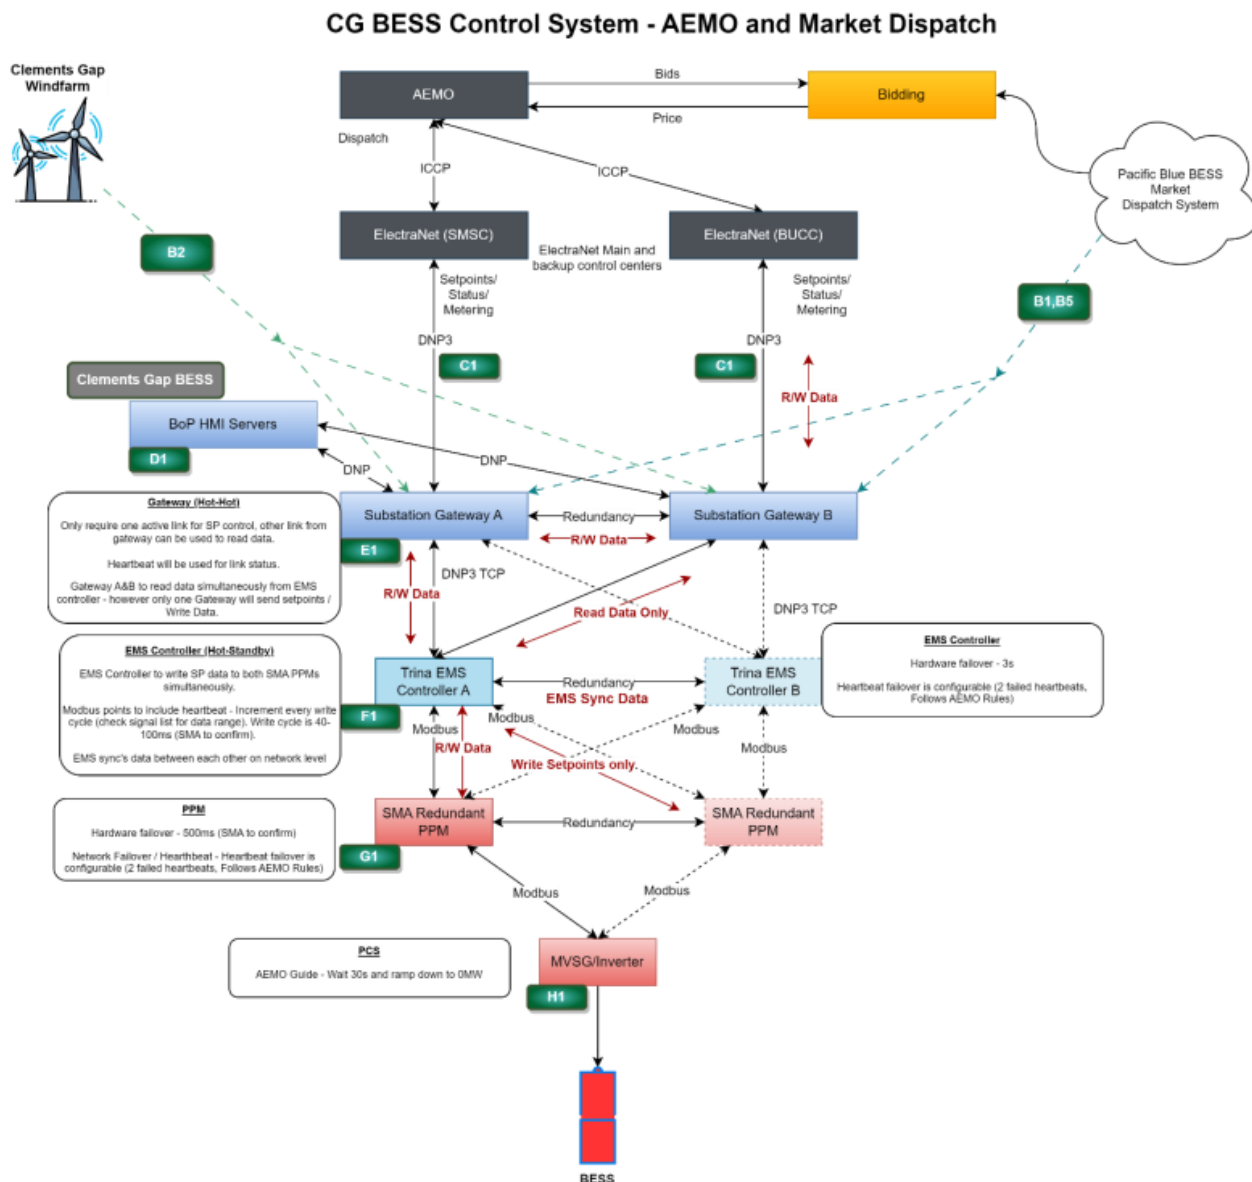 CG BESS Control System - AEMO and Market Dispatch
Clements Gap
Windfarm
AEMO
Bids
Price
Bidding
Dispatch
ICCP
ICCP
Pacific Blue BESS
Market
Dispatch System
B2
ElectraNet (SMSC)
ElectraNet Main and
backup control centers
ElectraNet (BUCC)
Setpoints/
Status/
Metering
Setpoints/
Status/
Metering
B1,B5
DNP3
C1
DNP3
C1
R/W Data
Clements Gap BESS
BoP HMI Servers
D1
DNP
DNP
Gateway (Hot-Hot)
Only require one active link for SP control, other link from
gateway can be used to read data.
Heartbeat will be used for link status.
Gateway A&B to read data simultaneously from EMS
controller - however only one Gateway will send setpoints /
Write Data.
Substation Gateway A
Redundancy
Substation Gateway B
R/W Data
E1
DNP3 TCP
R/W Data
Read Data Only
DNP3 TCP
EMS Controller (Hot-Standby)
EMS Controller to write SP data to both SMA PPMs
simultaneously.
Modbus points to include heartbeat - Increment every write
cycle (check signal list for data range). Write cycle is 40-
100ms (SMA to confirm).
EMS sync's data between each other on network level
Trina EMS
Controller A
Redundancy
EMS Sync Data
Trina EMS
Controller B
EMS Controller
Hardware failover - 3s
Heartbeat failover is configurable (2 failed heartbeats,
Follows AEMO Rules)
F1
Modbus
Modbus
Modbus
Modbus
R/W Data
Write Setpoints only
PPM
Hardware failover - 500ms (SMA to confirm)
Network Failover / Hearthbeat - Heartbeat failover is
configurable (2 failed heartbeats, Follows AEMO Rules)
SMA Redundant
PPM
Redundancy
SMA Redundant
PPM
G1
Modbus
Modbus
PCS
AEMO Guide - Wait 30s and ramp down to 0MW
MVSG/Inverter
H1
BESS